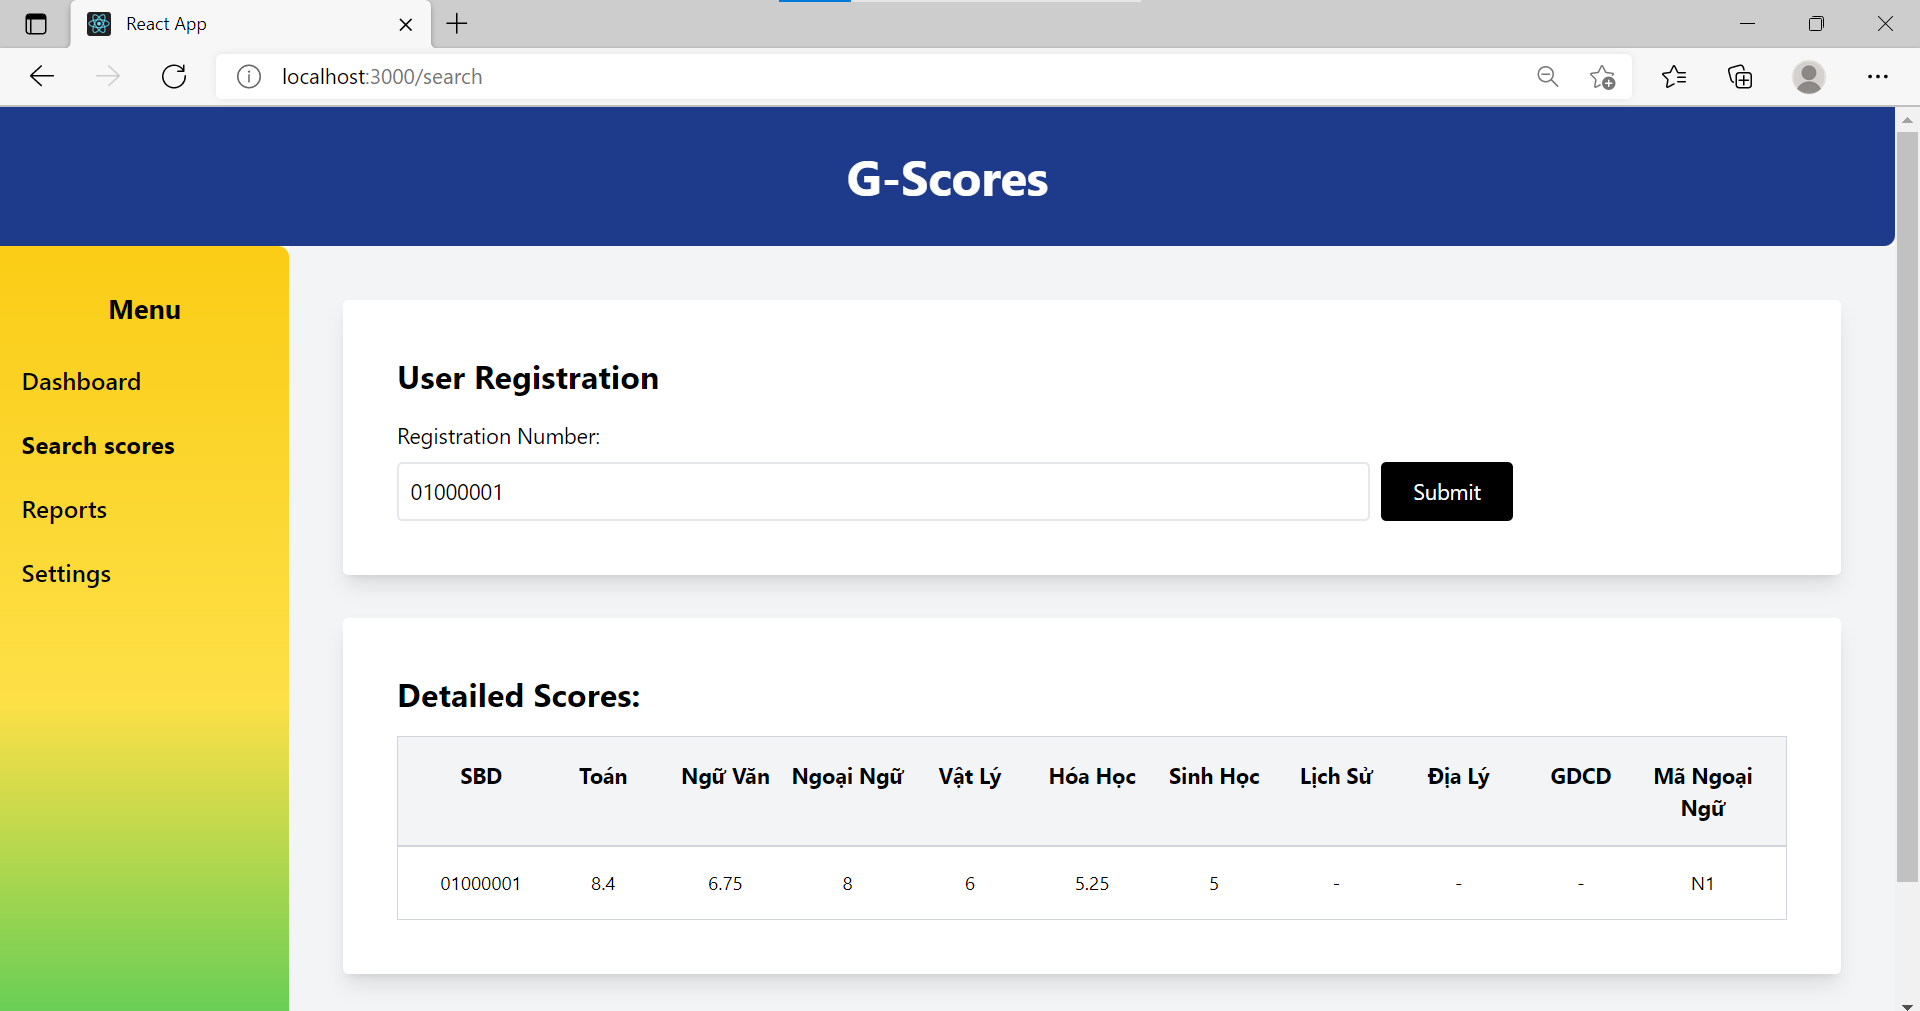 React App
localhost:3000/search
G-Scores
Menu
Dashboard
Search scores
Reports
Settings
User Registration
Registration Number:
01000001
Submit
Detailed Scores:
SBD Toán Ngữ Văn Ngoại Ngữ Vật Lý Hóa Học Sinh Học Lịch Sử Địa Lý GDCD Mã Ngoại
Ngữ
01000001 8.4 6.75 8 6 5.25 5 - - - N1